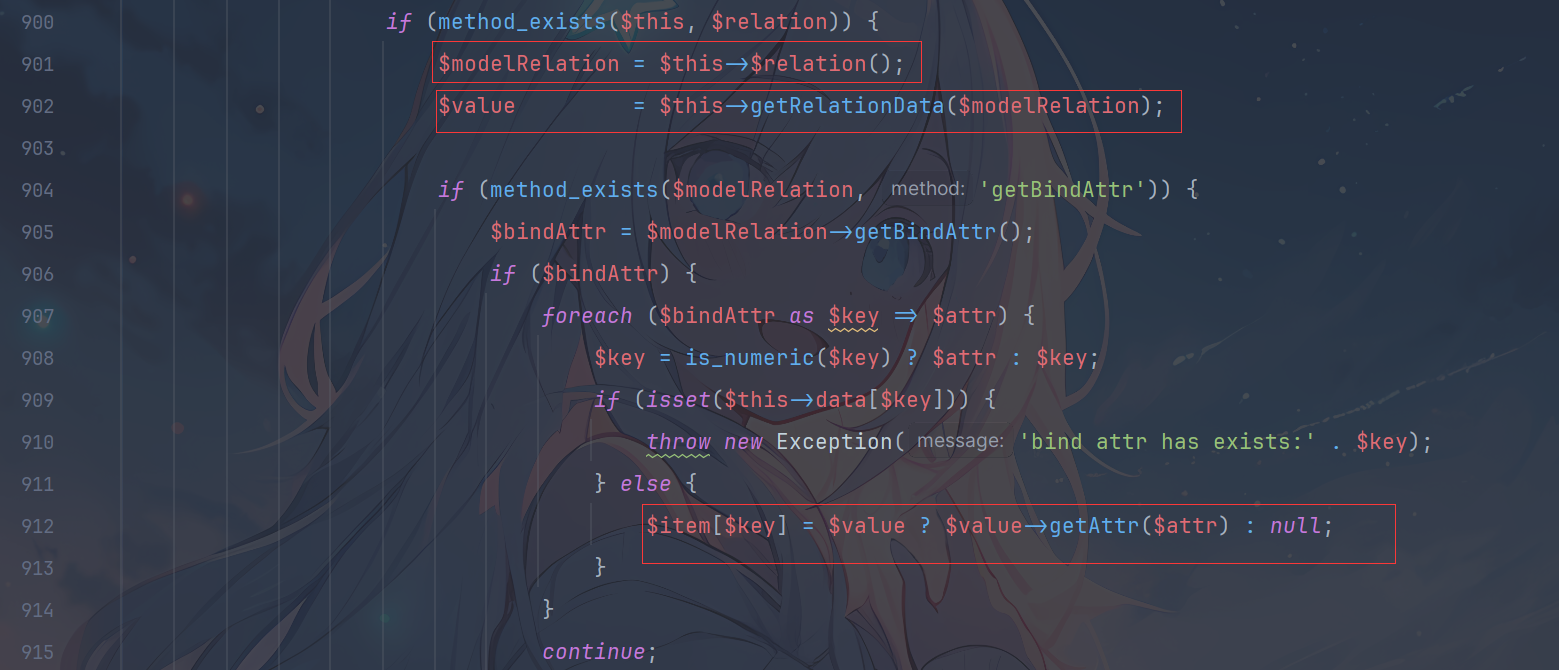 900 if (method_exists($this, $relation)) {
901 $modelRelation = $this->$relation();
902 $value = $this->getRelationData($modelRelation);
903
904 if (method_exists($modelRelation, method: 'getBindAttr')) {
905 $bindAttr = $modelRelation->getBindAttr();
906 if ($bindAttr) {
907 foreach ($bindAttr as $key => $attr) {
908 $key = is_numeric($key) ? $attr : $key;
909 if (isset($this->data[$key])) {
910 throw new Exception( message: 'bind attr has exists:' . $key);
911 } else {
912 $item[$key] = $value ? $value->getAttr($attr) : null;
913 }
914 }
915 continue;